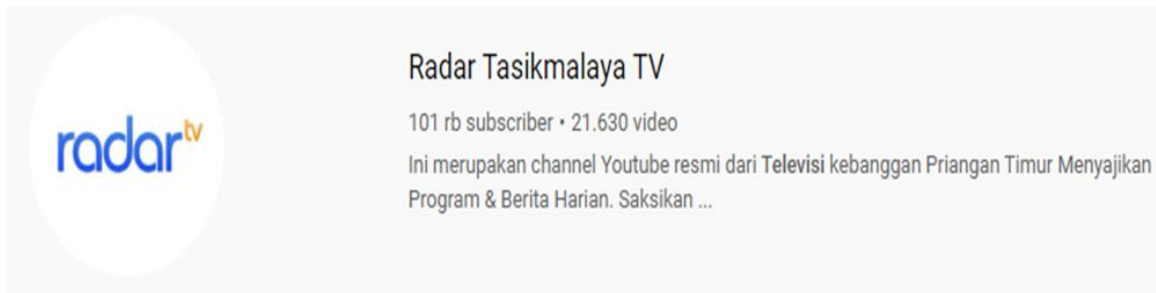 radar tv
Radar Tasikmalaya TV
101 rb subscriber • 21.630 video
Ini merupakan channel Youtube resmi dari Televisi kebanggan Priangan Timur Menyajikan
Program & Berita Harian. Saksikan ...